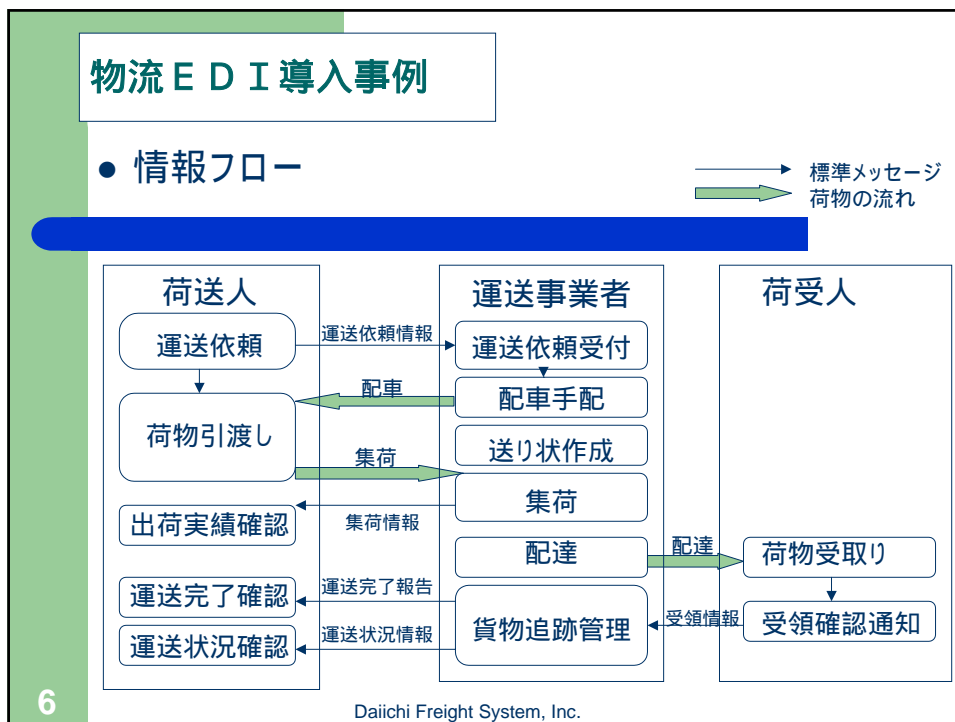 物流ＥＤＩ導入事例
● 情報フロー
標準メッセージ
荷物の流れ
荷送人
運送依頼
荷物引渡し
出荷実績確認
運送完了確認
運送状況確認
運送依頼情報
配車
集荷
集荷情報
運送完了報告
運送状況情報
運送事業者
運送依頼受付
配車手配
送り状作成
集荷
配達
貨物追跡管理
配達
受領情報
荷受人
荷物受取り
受領確認通知
6
Daiichi Freight System, Inc.